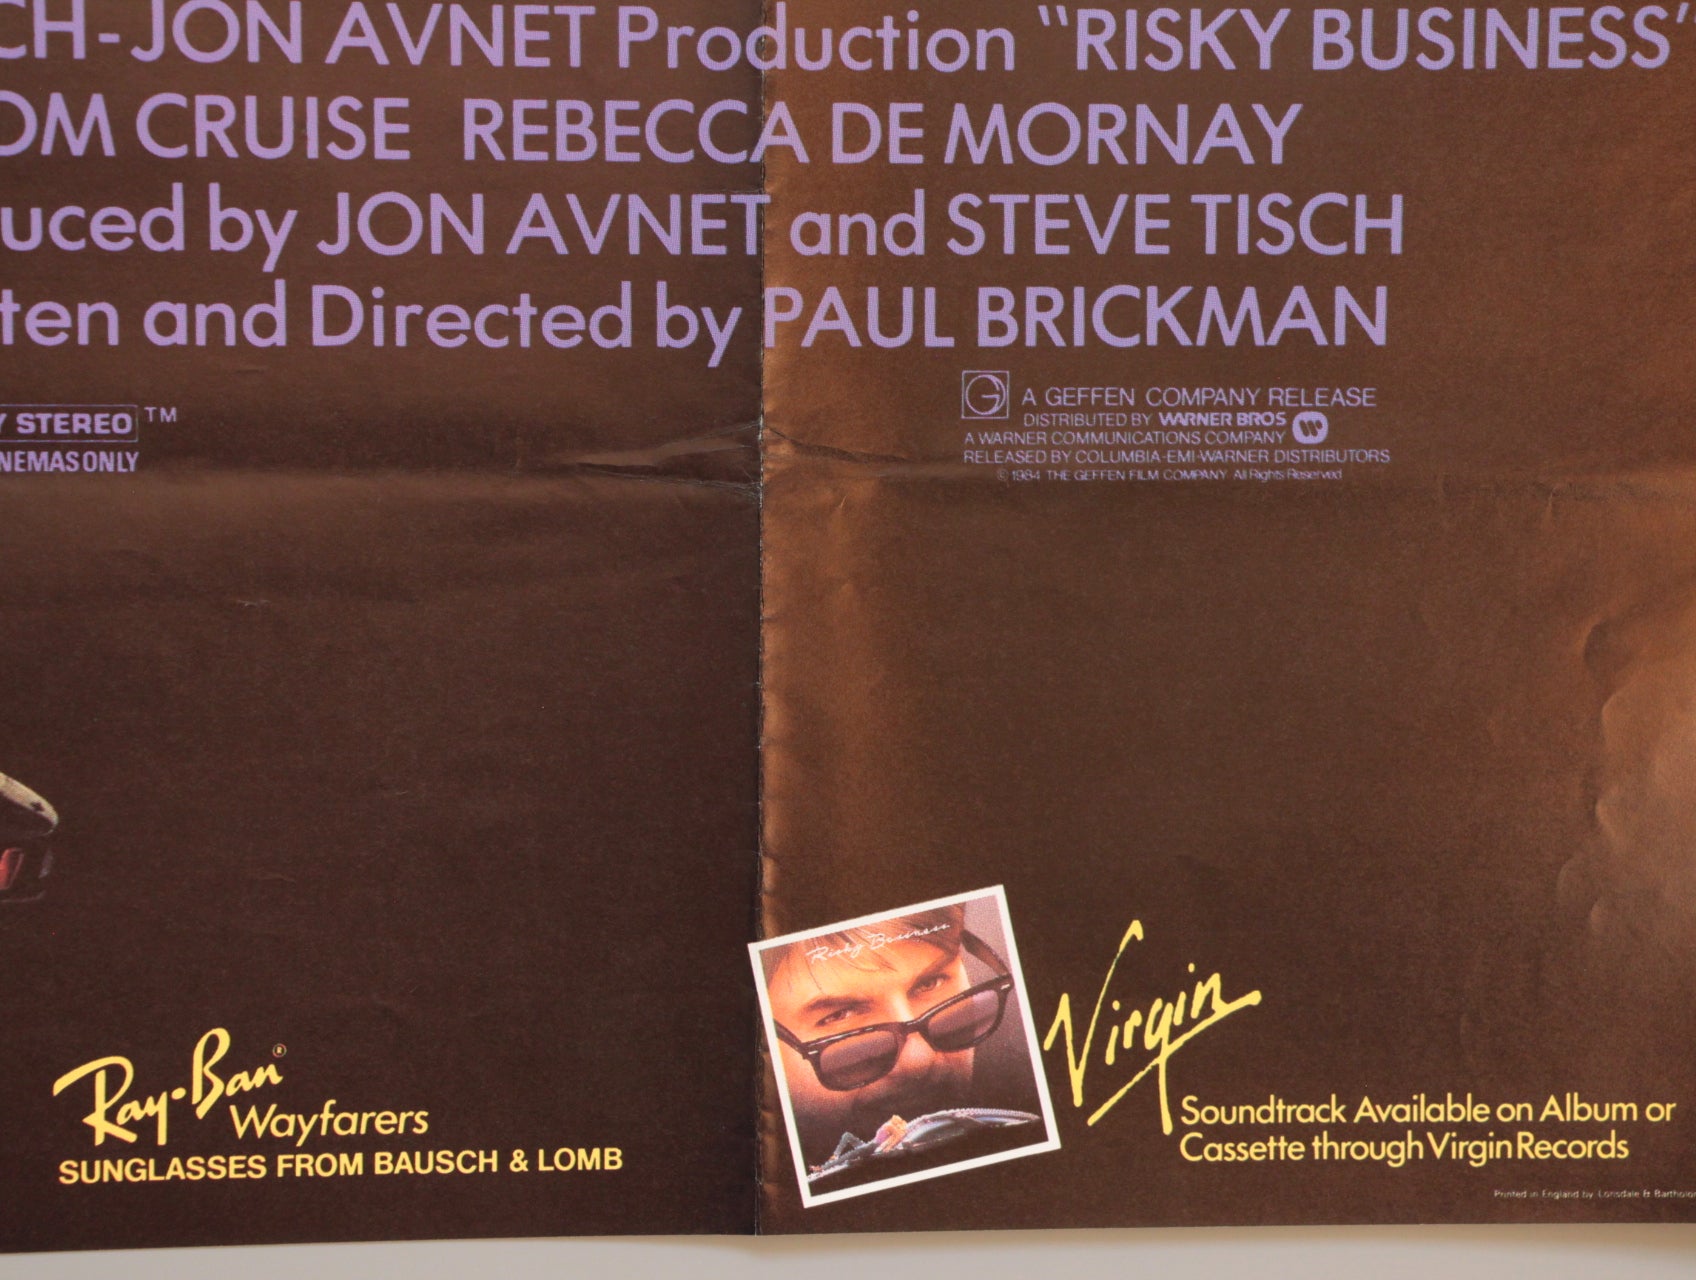 CH-JON AVNET Production "RISKY BUSINESS"
OM CRUISE REBECCA DE MORNAY
uced by JON AVNET and STEVE TISCH
ten and Directed by PAUL BRICKMAN
Y STEREO TM
NEMAS ONLY
A GEFFEN COMPANY RELEASE
DISTRIBUTED BY WARNER BROS
A WARNER COMMUNICATIONS COMPANY
RELEASED BY COLUMBIA-EMI-WARNER DISTRIBUTORS
© 1984 THE GEFFEN FILM COMPANY All Rights Reserved
Risky Business
Ray-Ban®
Wayfarers
SUNGLASSES FROM BAUSCH & LOMB
Virgin
Soundtrack Available on Album or
Cassette through Virgin Records
Printed in England by Lonsdale & Bartholo